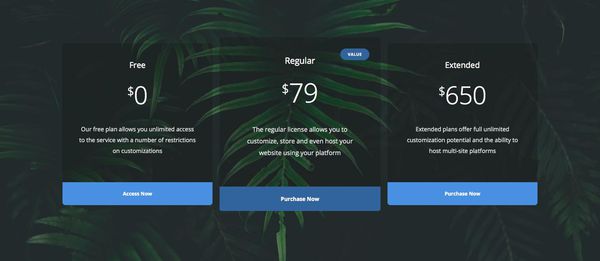 Free
$0
Our free plan allows you unlimited access
to the service with a number of restrictions
on customizations
Access Now
VALUE
Regular
$79
The regular license allows you to
customize, store and even host your
website using your platform
Purchase Now
Extended
$650
Extended plans offer full unlimited
customization potential and the ability to
host multi-site platforms
Purchase Now